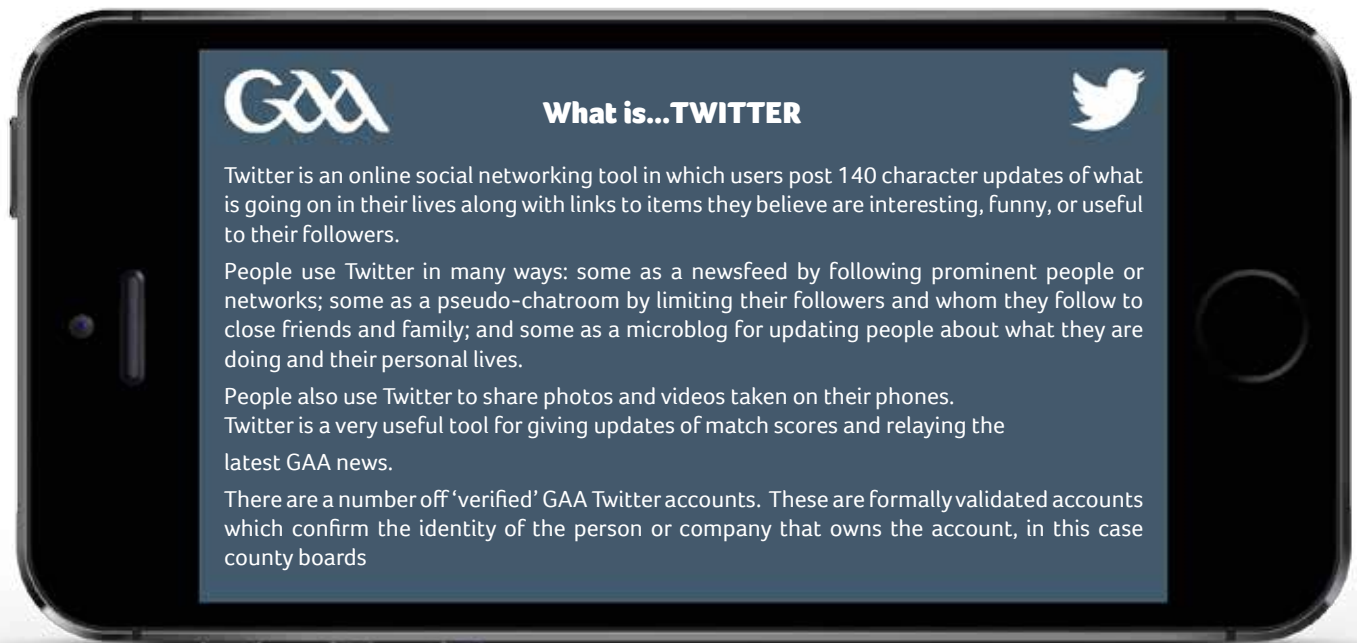 GAA
What is...TWITTER
Twitter is an online social networking tool in which users post 140 character updates of what
is going on in their lives along with links to items they believe are interesting, funny, or useful
to their followers.
People use Twitter in many ways: some as a newsfeed by following prominent people or
networks; some as a pseudo-chatroom by limiting their followers and whom they follow to
close friends and family; and some as a microblog for updating people about what they are
doing and their personal lives.
People also use Twitter to share photos and videos taken on their phones.
Twitter is a very useful tool for giving updates of match scores and relaying the
latest GAA news.
There are a number off ‘verified’ GAA Twitter accounts. These are formally validated accounts
which confirm the identity of the person or company that owns the account, in this case
county boards